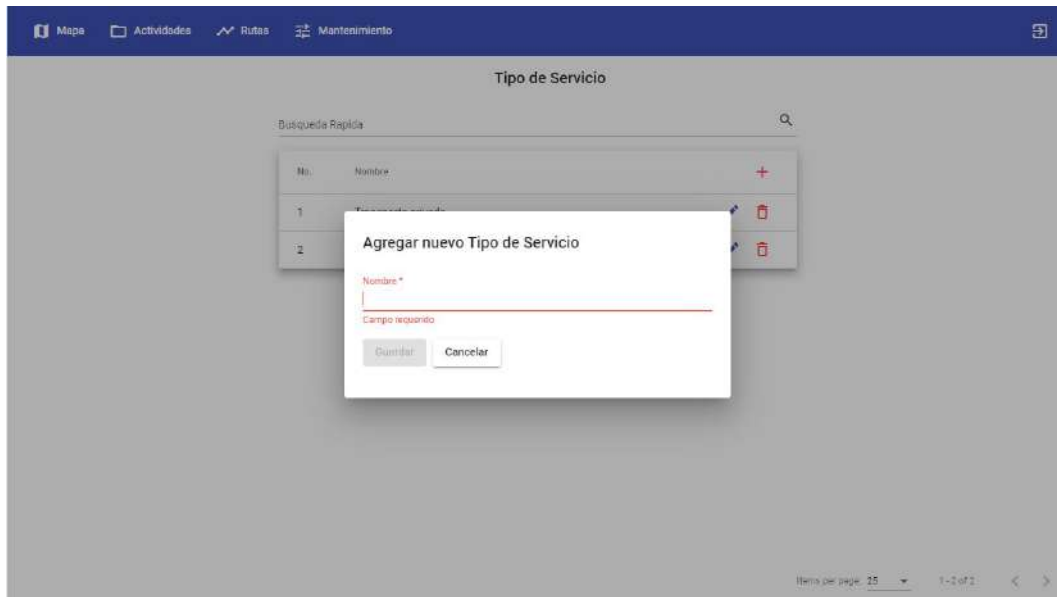 Mapa Actividades Rutas Mantenimiento
Tipo de Servicio
Busqueda Rapida
No. Nombre
1
2
Agregar nuevo Tipo de Servicio
Nombre *
Campo requerido
Guardar Cancelar
Items per page: 25 1 - 2 of 2